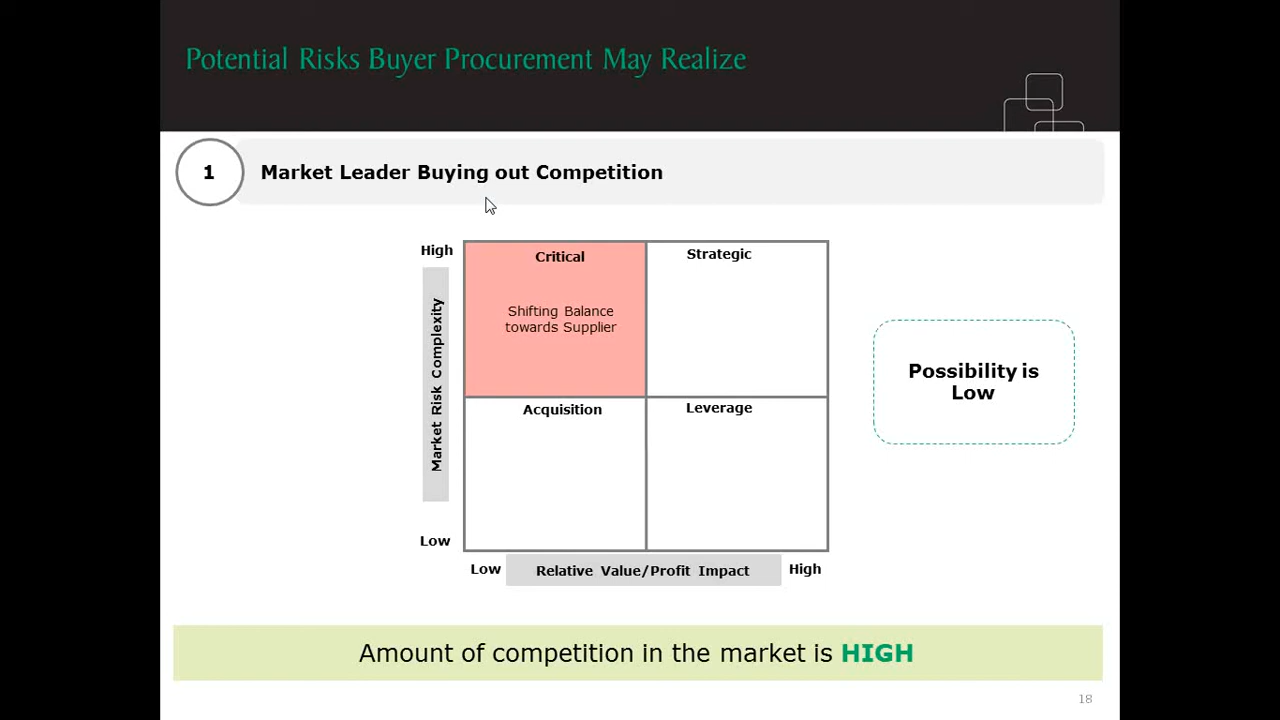 Potential Risks Buyer Procurement May Realize
1
Market Leader Buying out Competition
High
Critical
Strategic
Shifting Balance
towards Supplier
Market Risk Complexity
Possibility is
Low
Acquisition
Leverage
Low
Low
Relative Value/Profit Impact
High
Amount of competition in the market is HIGH
18